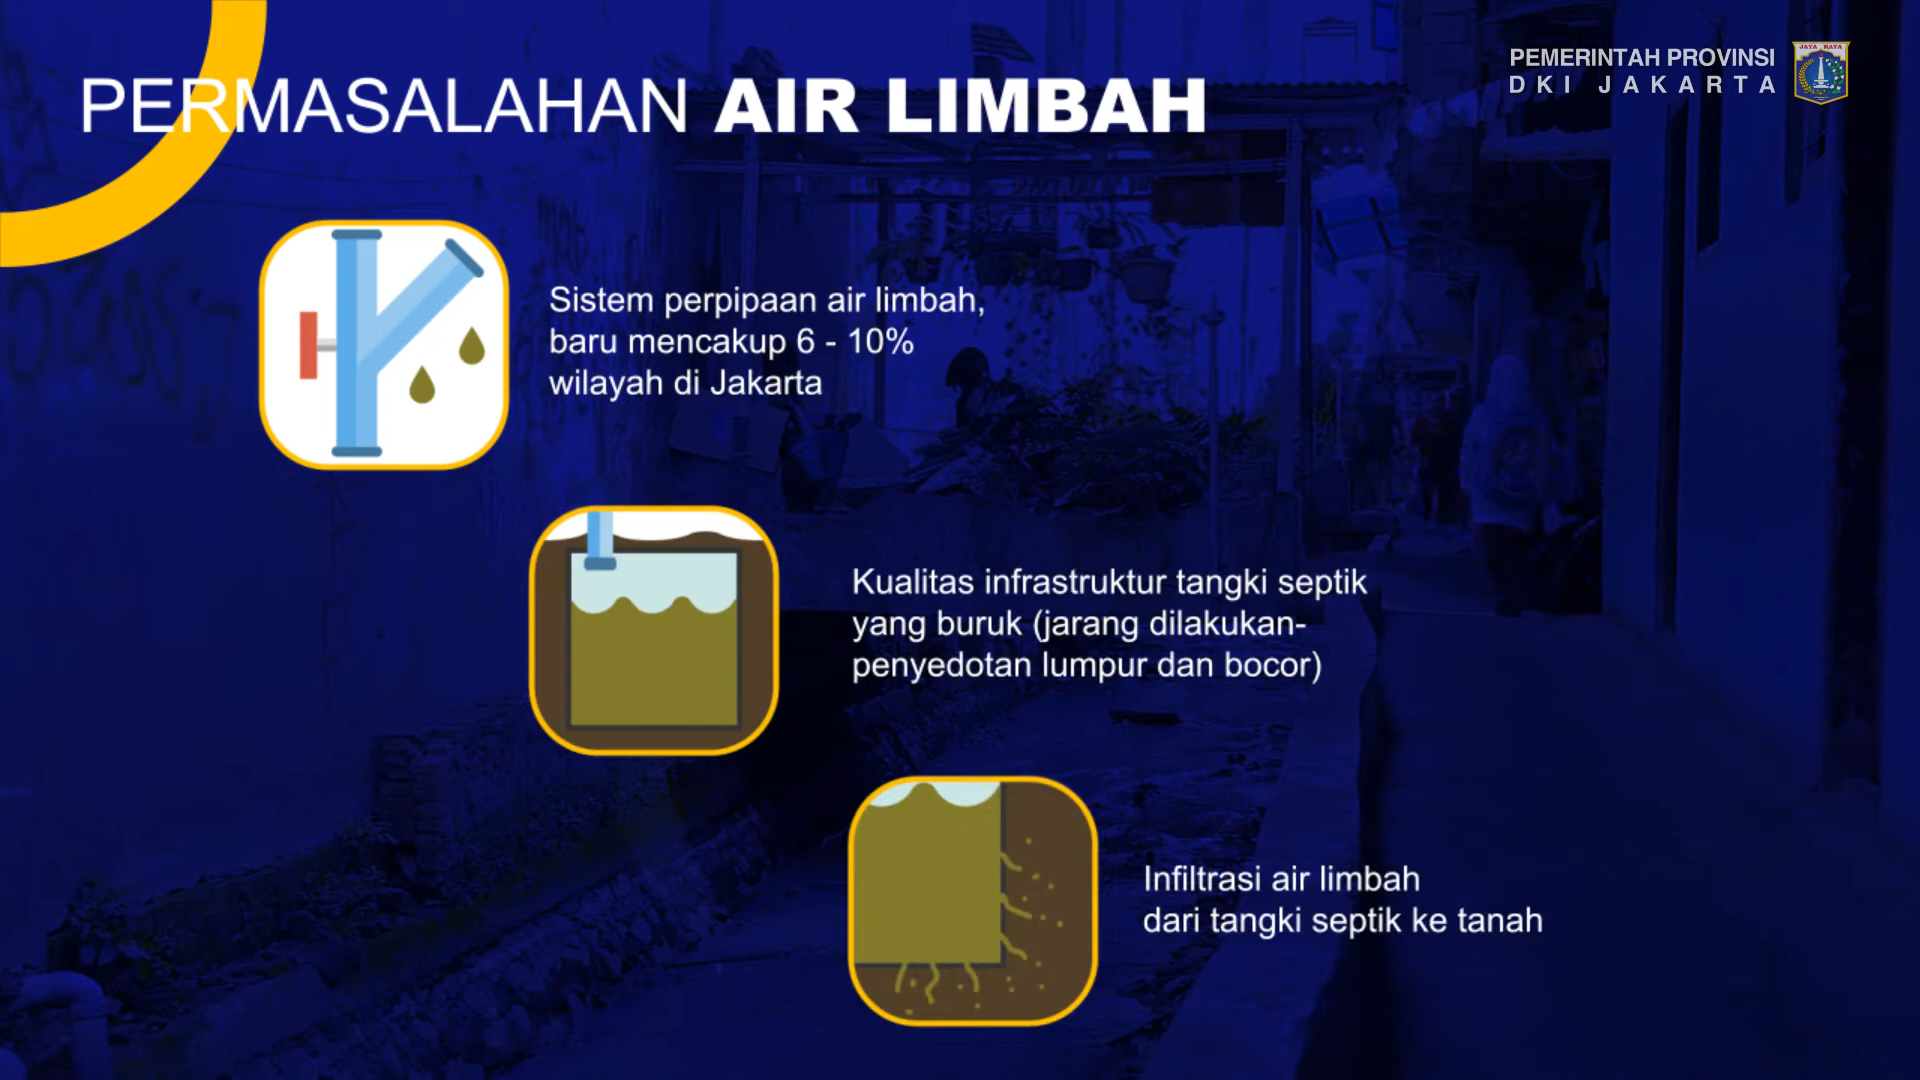 PERMASALAHAN AIR LIMBAH
PEMERINTAH PROVINSI
DKI JAKARTA
JAYA RAYA
Sistem perpipaan air limbah,
baru mencakup 6 - 10%
wilayah di Jakarta
Kualitas infrastruktur tangki septik
yang buruk (jarang dilakukan-
penyedotan lumpur dan bocor)
Infiltrasi air limbah
dari tangki septik ke tanah